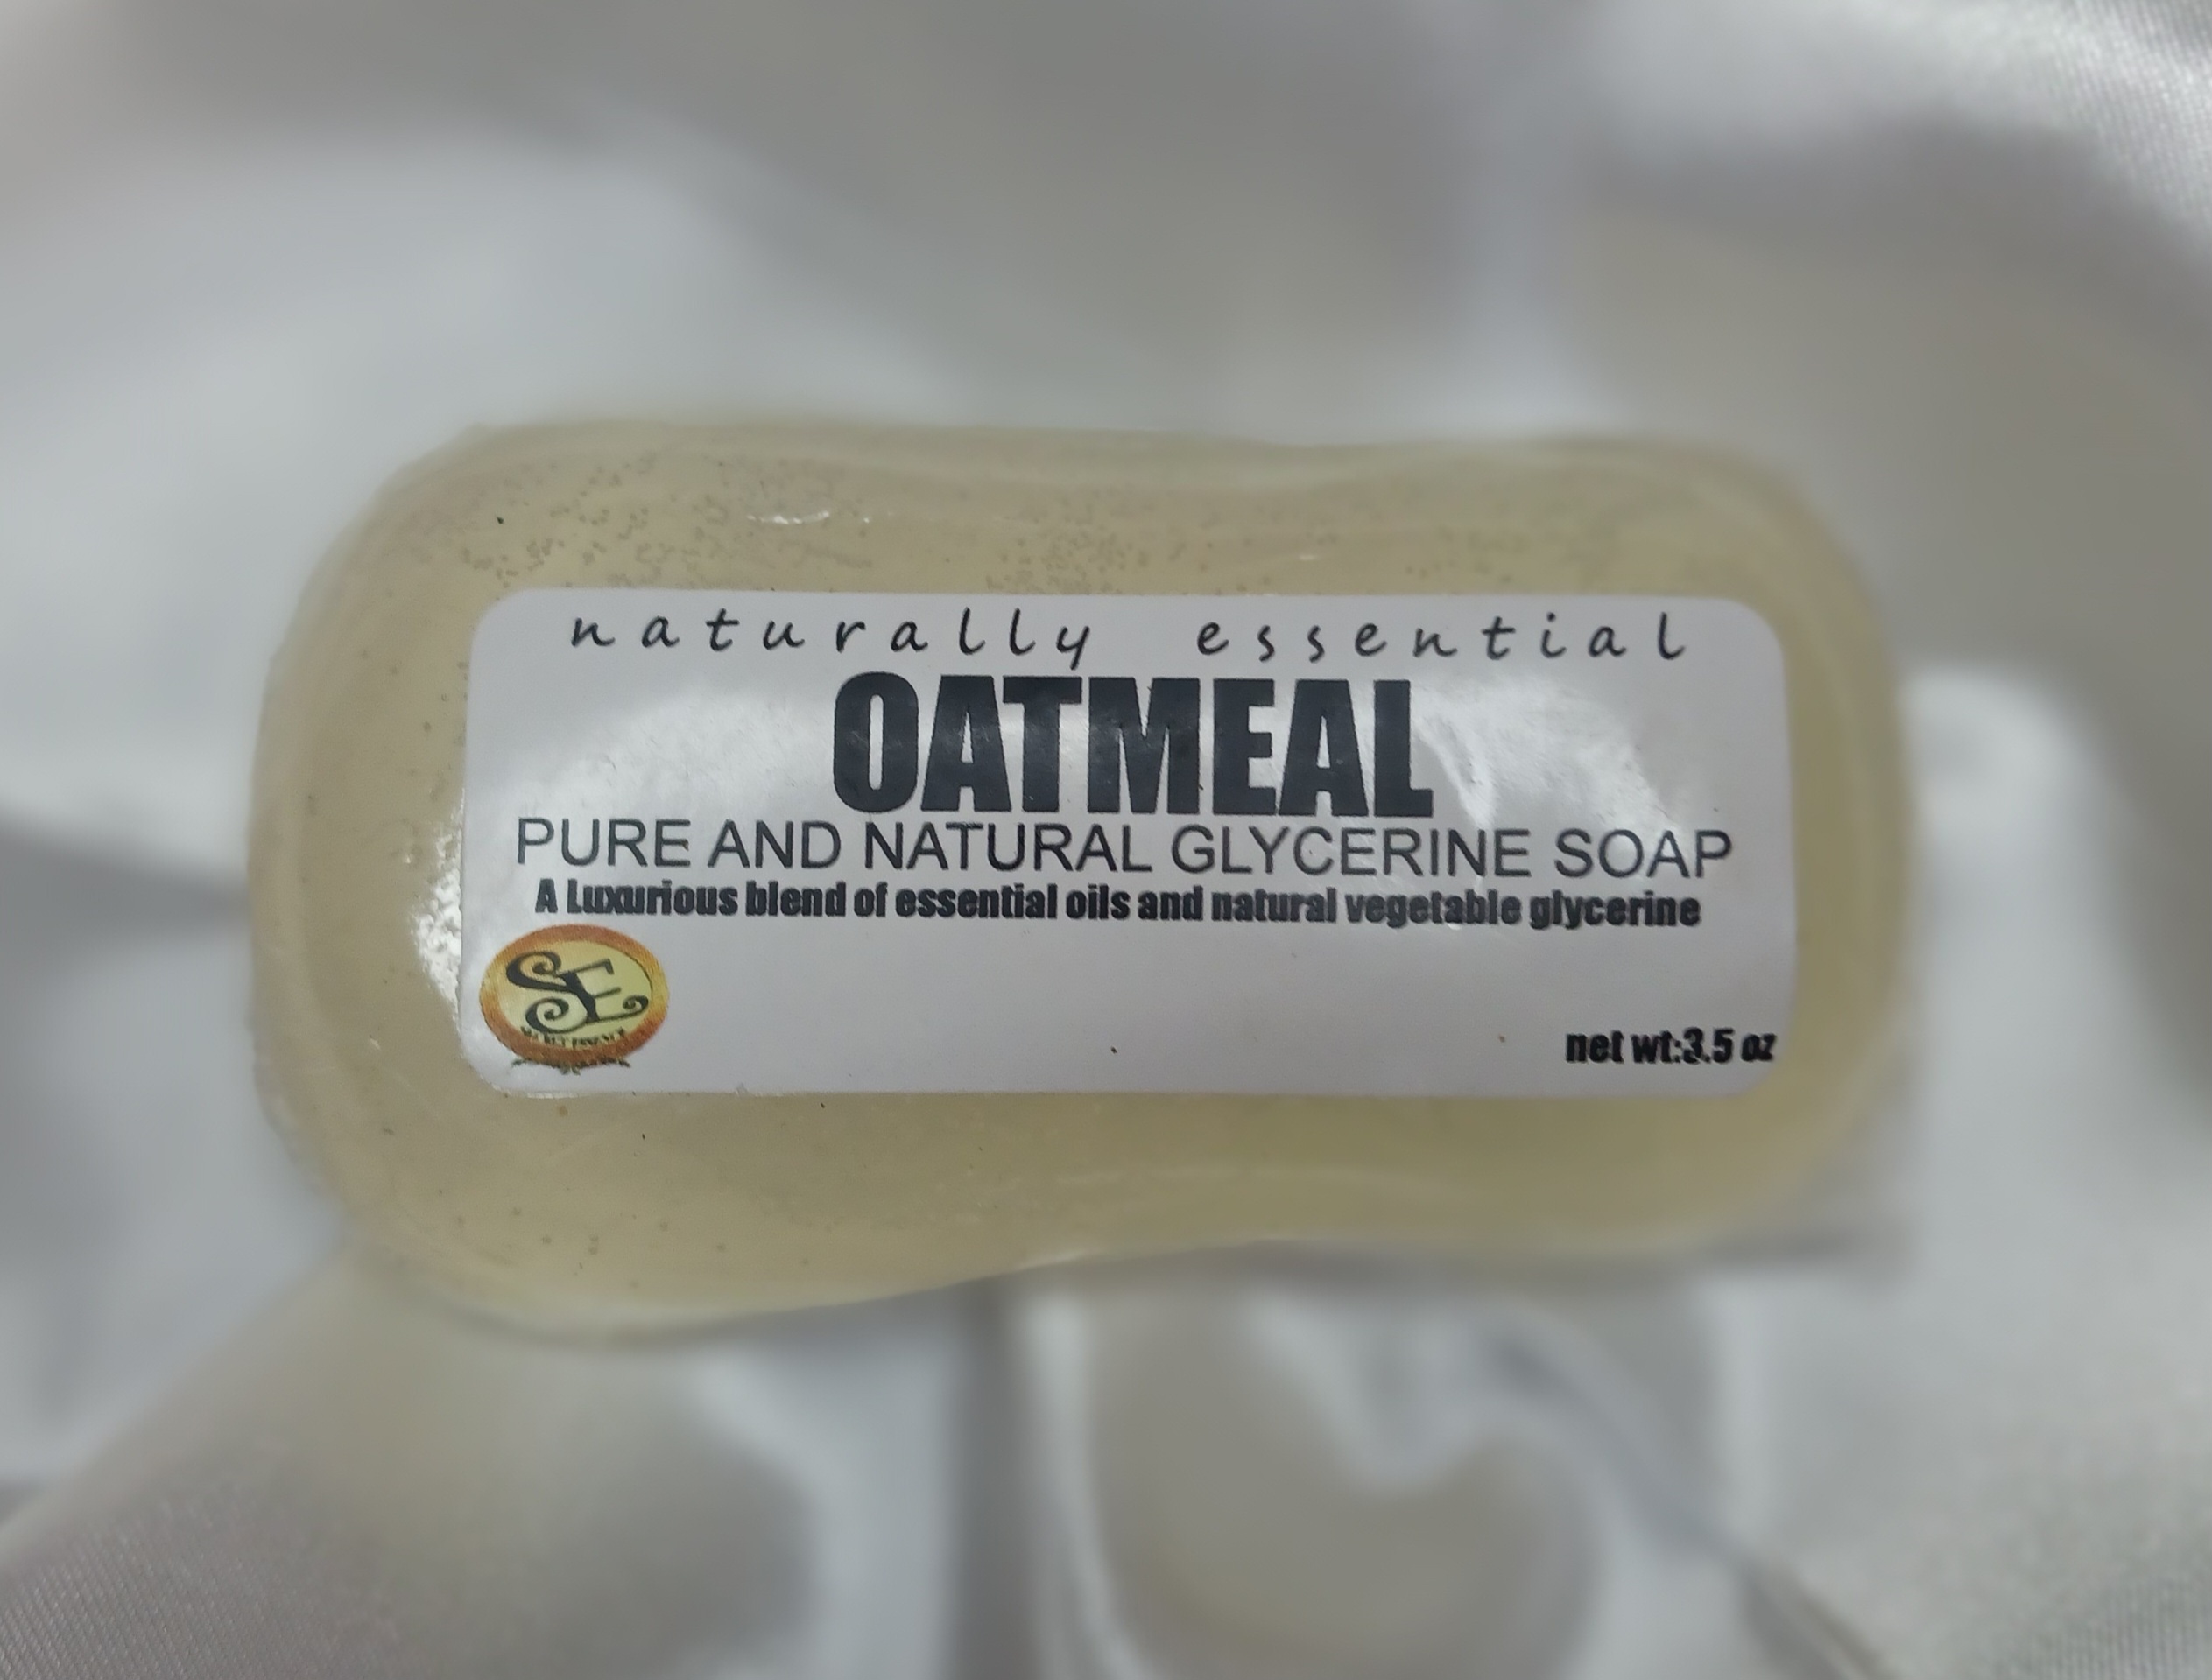 naturally essential
OATMEAL
PURE AND NATURAL GLYCERINE SOAP
A Luxurious blend of essential oils and natural vegetable glycerine
SE
net wt:3.5 oz